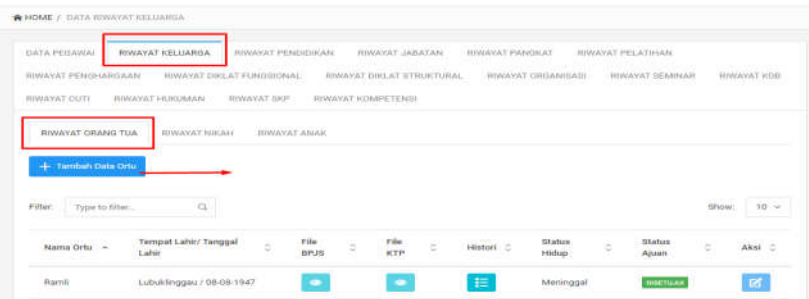 HOME / DATA RIWAYAT KELUARGA
DATA PEGAWAI RIWAYAT KELUARGA RIWAYAT PENDIDIKAN RIWAYAT JABATAN RIWAYAT PANGKAT RIWAYAT PELATIHAN
RIWAYAT PENGHARGAAN RIWAYAT DIKLAT FUNGSIONAL RIWAYAT DIKLAT STRUKTURAL RIWAYAT ORGANISASI RIWAYAT SEMINAR RIWAYAT KGB
RIWAYAT CUTI RIWAYAT HUKUMAN RIWAYAT SKP RIWAYAT KOMPETENSI
RIWAYAT ORANG TUA RIWAYAT NIKAH RIWAYAT ANAK
+ Tambah Data Ortu
Filter: Type to filter... Show: 10
Nama Ortu Tempat Lahir/ Tanggal Lahir File BPJS File KTP Histori Status Hidup Status Ajuan Aksi
Ramli Lubuklinggau / 08-08-1947 Meninggal DISETUJUI